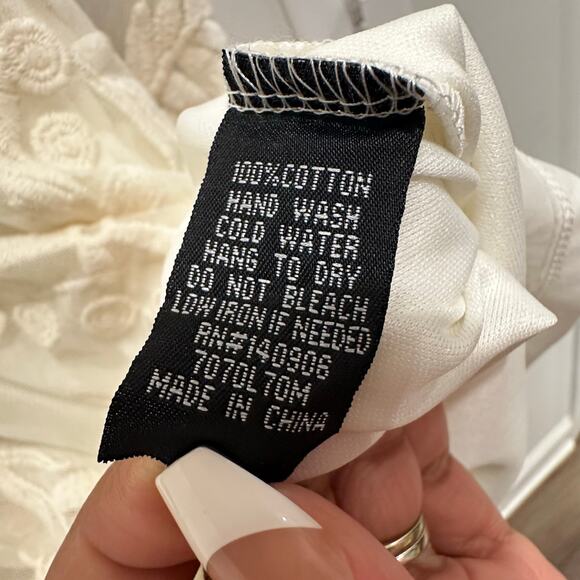 100%COTTON
HAND WASH
COLD WATER
HANG TO DRY
DO NOT BLEACH
LOW IRON IF NEEDED
RN#140906
7070L70M
MADE IN CHINA